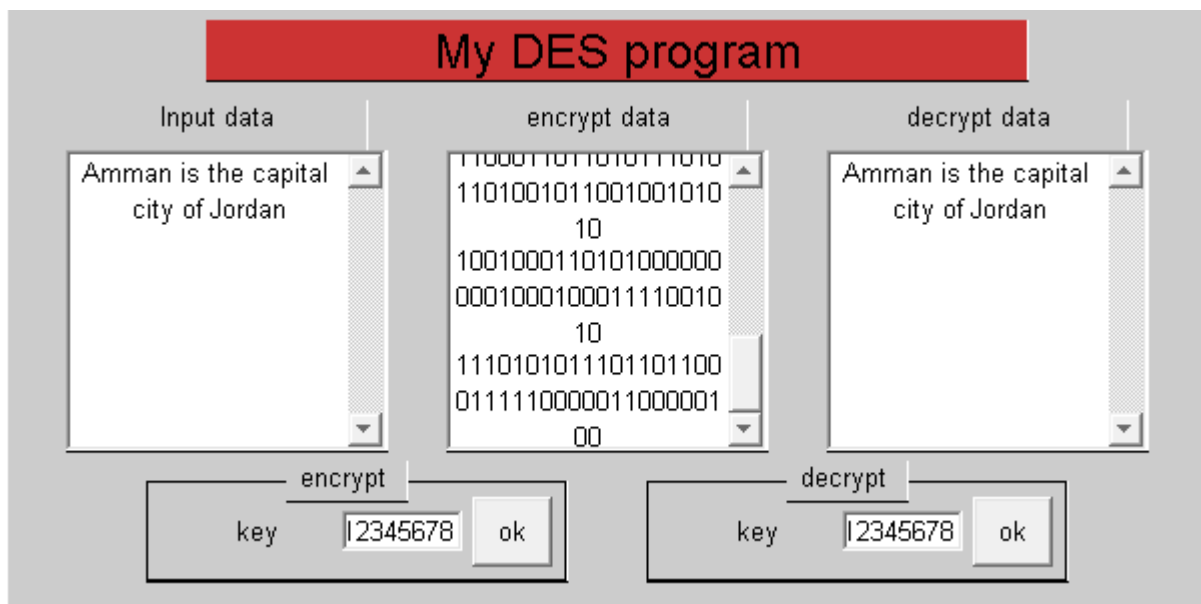 My DES program
Input data
encrypt data
decrypt data
Amman is the capital
city of Jordan
1101001011001001010
10
1001000110101000000
0001000100011110010
10
1110101011101101100
0111110000011000001
00
Amman is the capital
city of Jordan
encrypt
key
12345678
ok
decrypt
key
12345678
ok